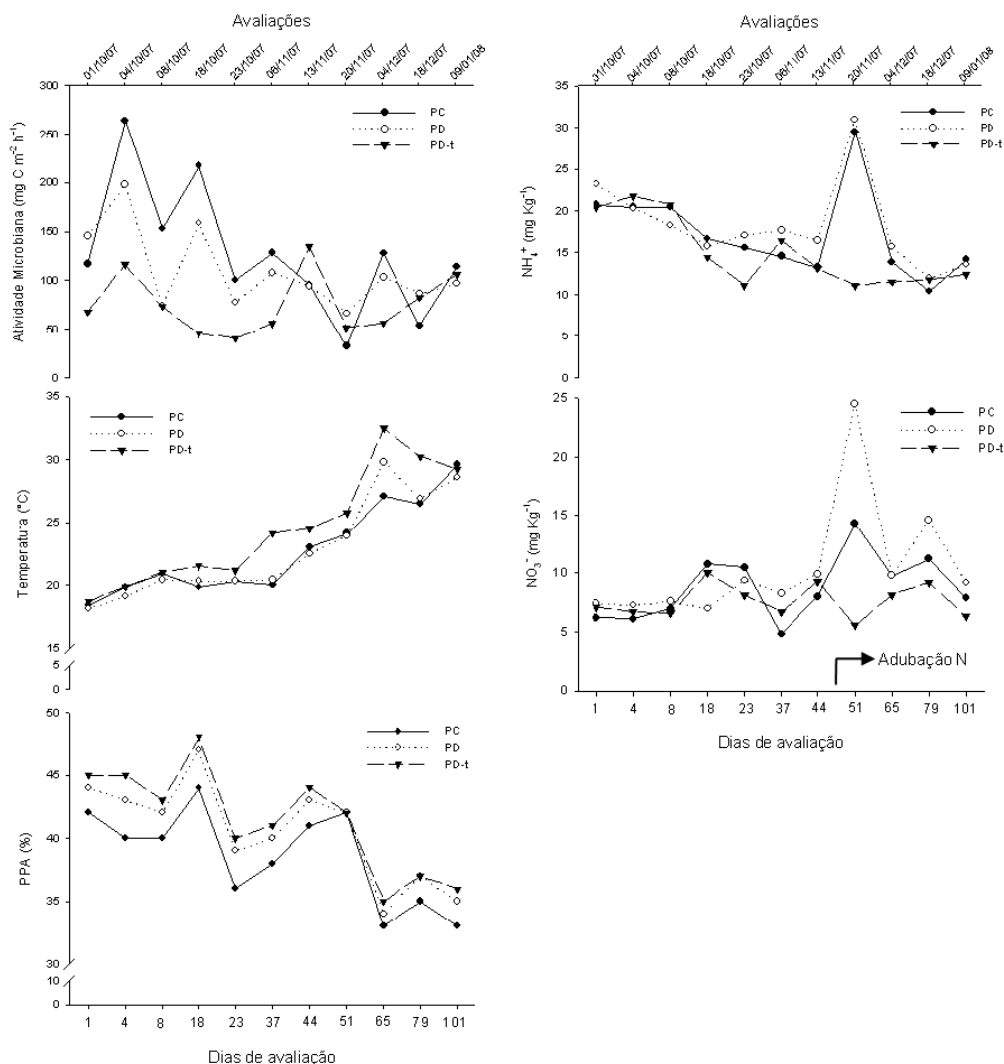 Avaliações
01/10/07
04/10/07
08/10/07
18/10/07
23/10/07
06/11/07
13/11/07
20/11/07
04/12/07
18/12/07
09/01/08
300
250
200
150
100
50
0
Atividade Microbiana (mg C m⁻² h⁻¹)
PC
PD
PD-t
35
30
25
20
15
5
0
Temperatura (°C)
PC
PD
PD-t
50
45
40
35
30
10
0
PPA (%)
PC
PD
PD-t
1 4 8 18 23 37 44 51 65 79 101
Dias de avaliação
Avaliações
01/10/07
04/10/07
08/10/07
18/10/07
23/10/07
06/11/07
13/11/07
20/11/07
04/12/07
18/12/07
09/01/08
35
30
25
20
15
10
5
0
NH₄⁺ (mg Kg⁻¹)
PC
PD
PD-t
25
20
15
10
5
0
NO₃⁻ (mg Kg⁻¹)
PC
PD
PD-t
Adubação N
1 4 8 18 23 37 44 51 65 79 101
Dias de avaliação